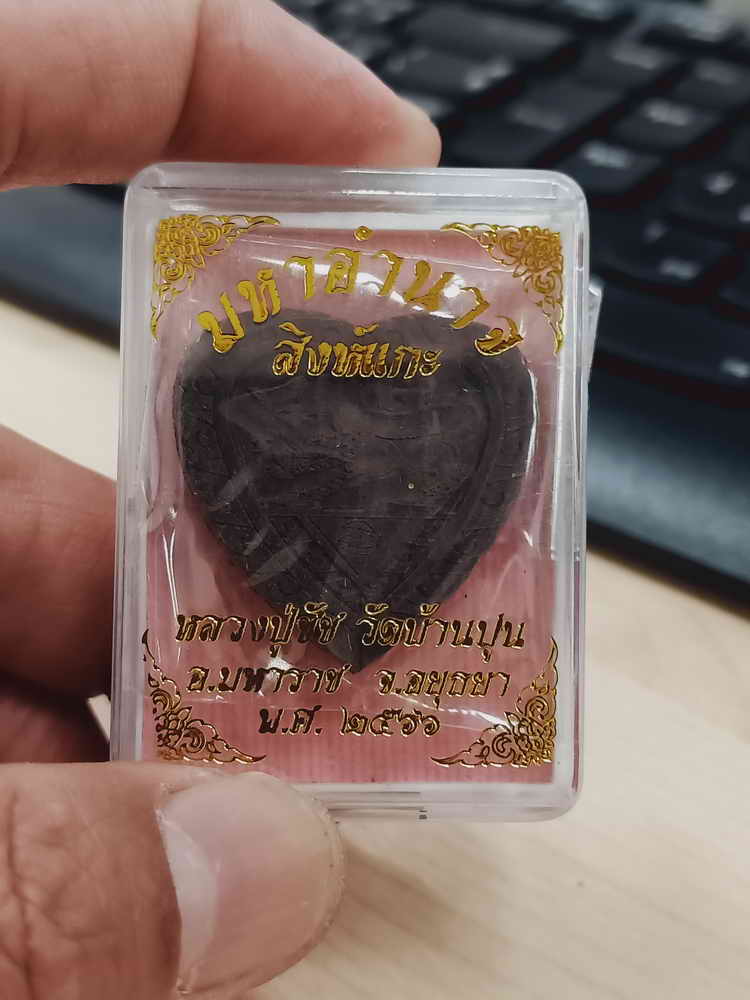 มหาอำนาจ
สิงห์แกะ
หลวงปู่ชัช วัดบ้านปูน
อ.มหาราช จ.อยุธยา
พ.ศ. ๒๕๖๖